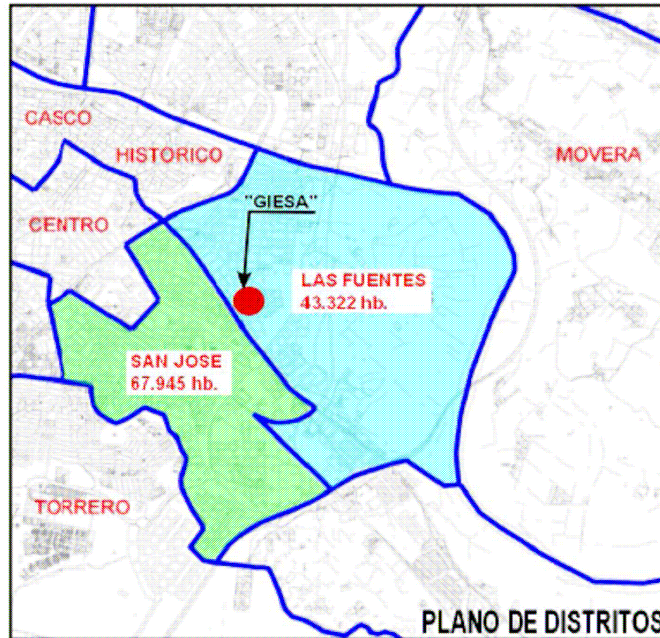 CASCO
HISTORICO
MOVERA
"GIESA"
CENTRO
LAS FUENTES
43.322 hb.
SAN JOSE
67.945 hb.
TORRERO
PLANO DE DISTRITOS